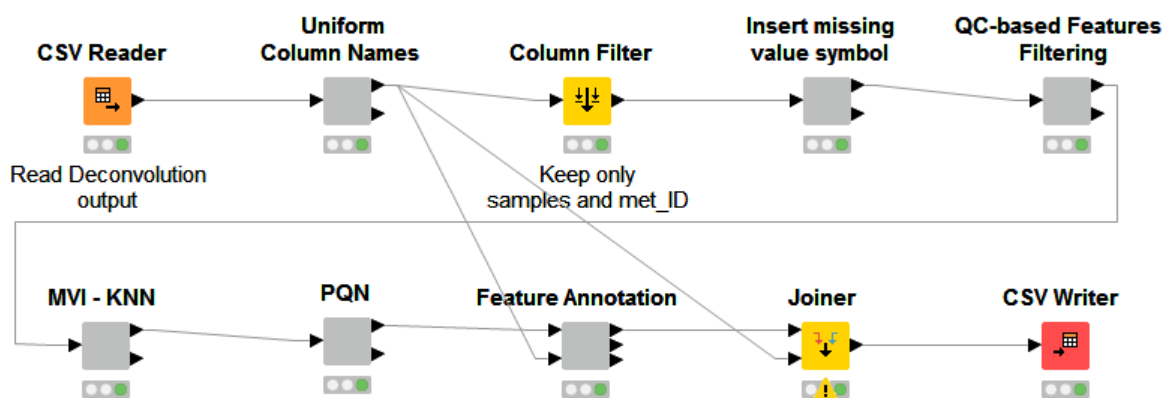 CSV Reader
Uniform
Column Names
Column Filter
Insert missing
value symbol
QC-based Features
Filtering
Read Deconvolution
output
Keep only
samples and met_ID
MVI - KNN
PQN
Feature Annotation
Joiner
CSV Writer